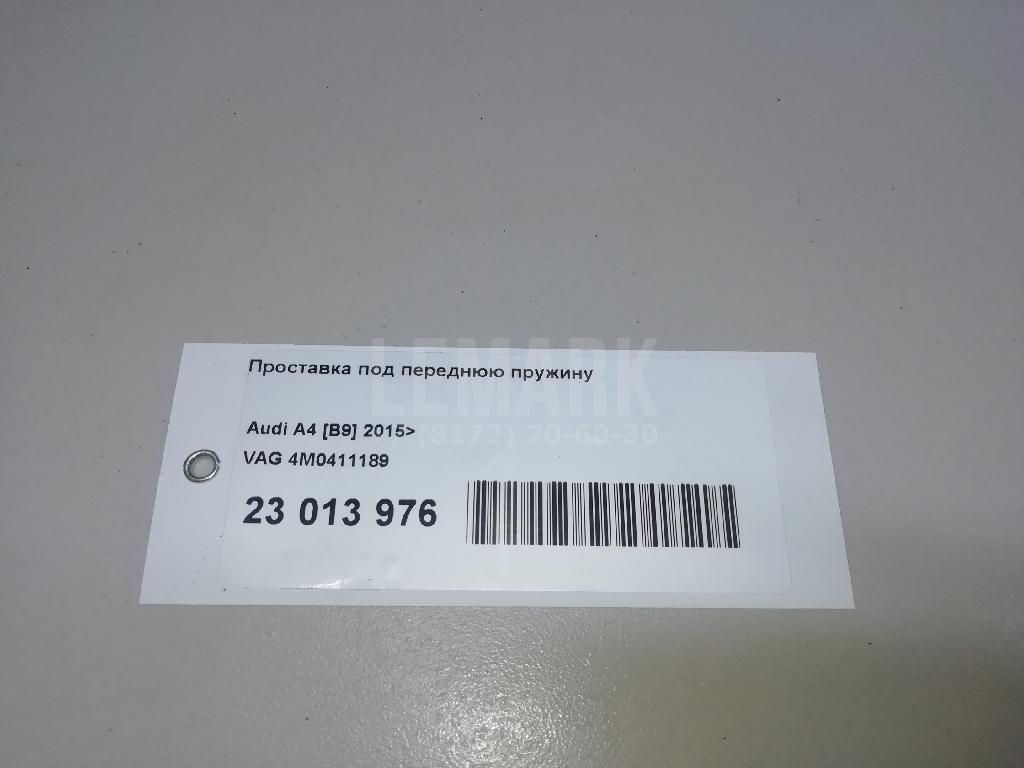 LEMARK
(8172) 70-60-30
Проставка под переднюю пружину
Audi A4 [B9] 2015>
VAG 4M0411189
23 013 976